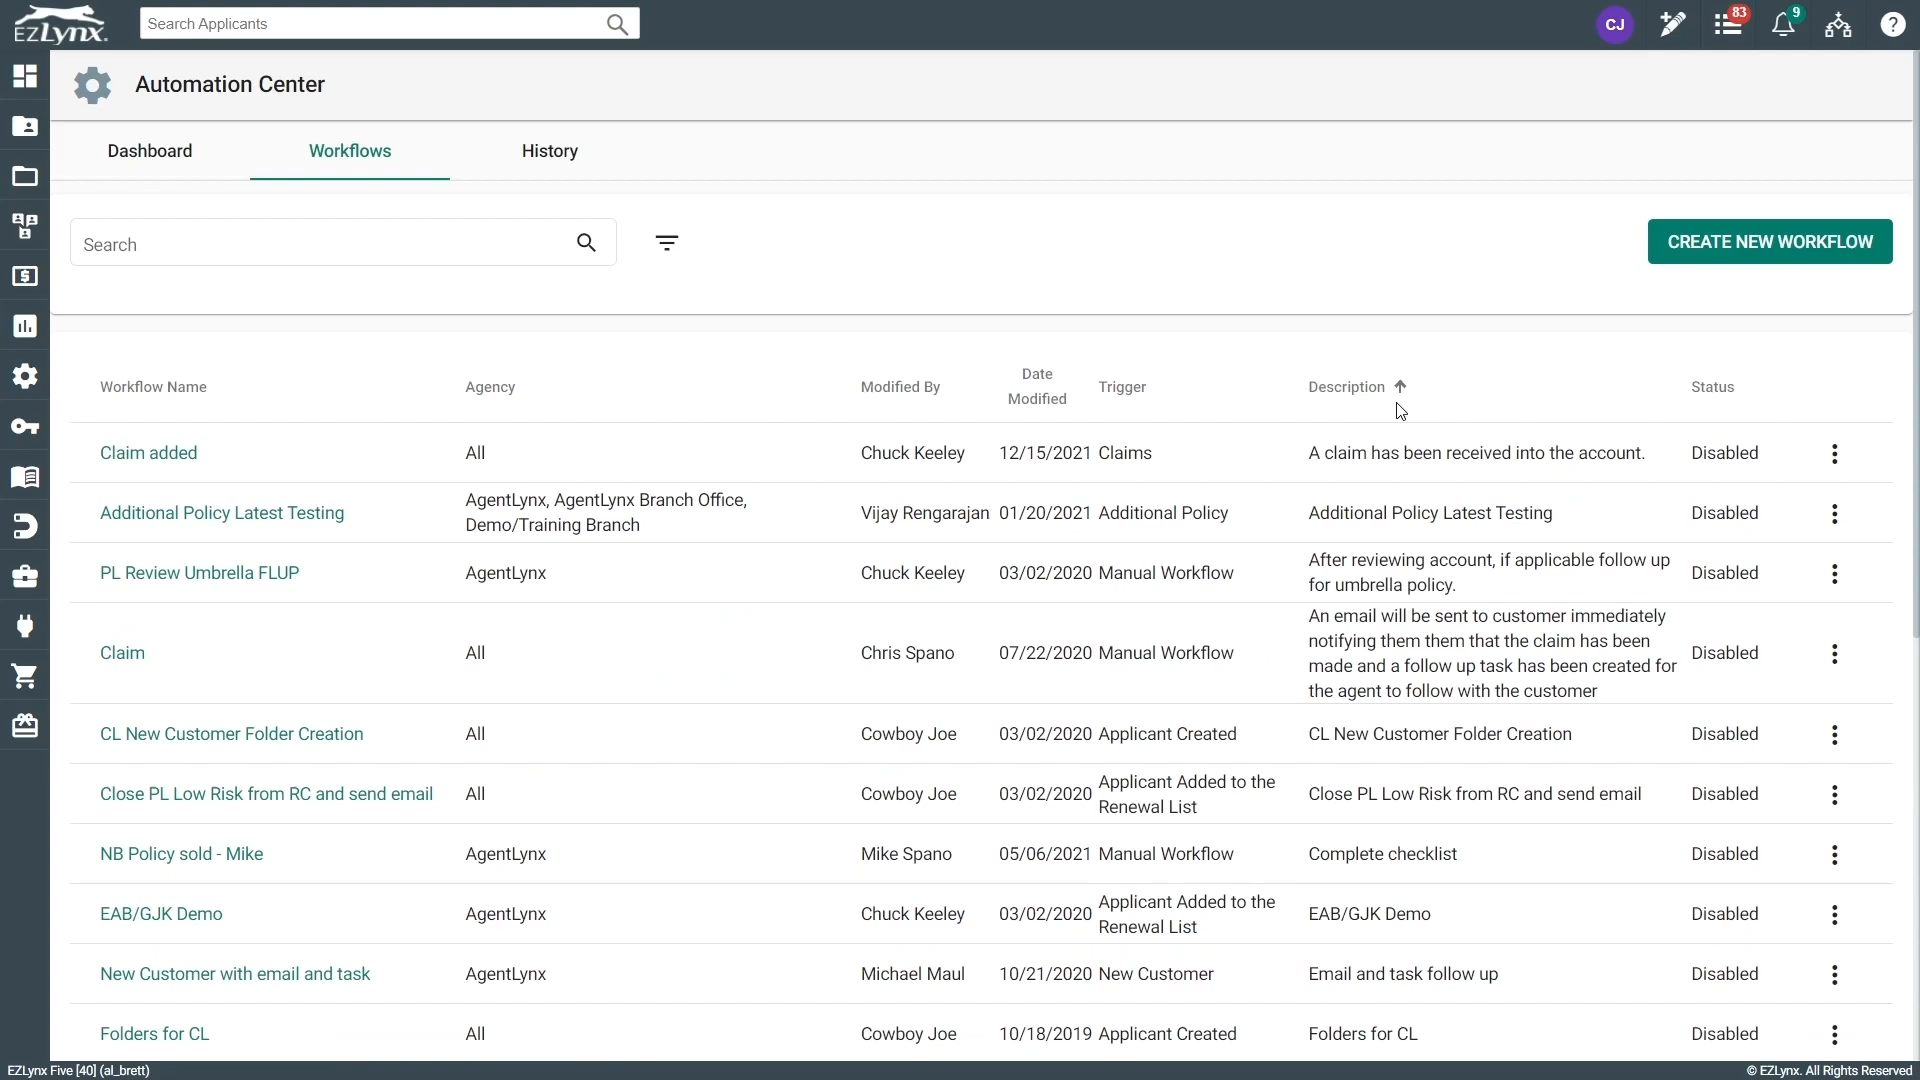 EZLynx
Search Applicants
CJ
83
9
?
Automation Center
Dashboard
Workflows
History
Search
CREATE NEW WORKFLOW
Workflow Name
Agency
Modified By
Date
Modified
Trigger
Description
Status
Claim added
All
Chuck Keeley
12/15/2021
Claims
A claim has been received into the account.
Disabled
Additional Policy Latest Testing
AgentLynx, AgentLynx Branch Office,
Demo/Training Branch
Vijay Rengarajan
01/20/2021
Additional Policy
Additional Policy Latest Testing
Disabled
PL Review Umbrella FLUP
AgentLynx
Chuck Keeley
03/02/2020
Manual Workflow
After reviewing account, if applicable follow up
for umbrella policy.
Disabled
Claim
All
Chris Spano
07/22/2020
Manual Workflow
An email will be sent to customer immediately
notifying them them that the claim has been
made and a follow up task has been created for
the agent to follow with the customer
Disabled
CL New Customer Folder Creation
All
Cowboy Joe
03/02/2020
Applicant Created
CL New Customer Folder Creation
Disabled
Close PL Low Risk from RC and send email
All
Cowboy Joe
03/02/2020
Applicant Added to the
Renewal List
Close PL Low Risk from RC and send email
Disabled
NB Policy sold - Mike
AgentLynx
Mike Spano
05/06/2021
Manual Workflow
Complete checklist
Disabled
EAB/GJK Demo
AgentLynx
Chuck Keeley
03/02/2020
Applicant Added to the
Renewal List
EAB/GJK Demo
Disabled
New Customer with email and task
AgentLynx
Michael Maul
10/21/2020
New Customer
Email and task follow up
Disabled
Folders for CL
All
Cowboy Joe
10/18/2019
Applicant Created
Folders for CL
Disabled
EZLynx Five [40] (al_brett)
© EZLynx. All Rights Reserved